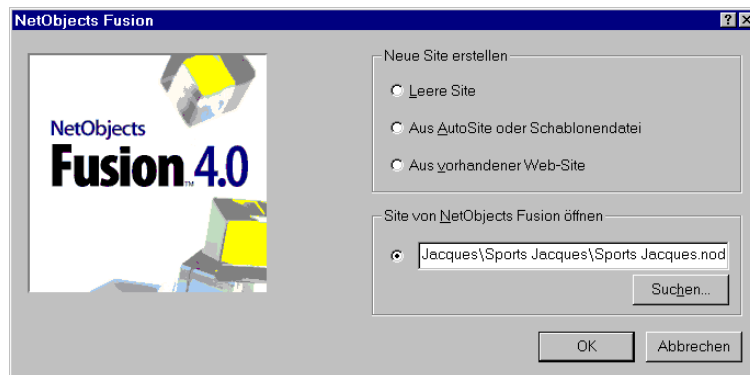 NetObjects Fusion
NetObjects
Fusion™ 4.0
Neue Site erstellen
Leere Site
Aus AutoSite oder Schablonendatei
Aus vorhandener Web-Site
Site von NetObjects Fusion öffnen
Jacques\Sports Jacques\Sports Jacques.nod
Suchen...
OK
Abbrechen